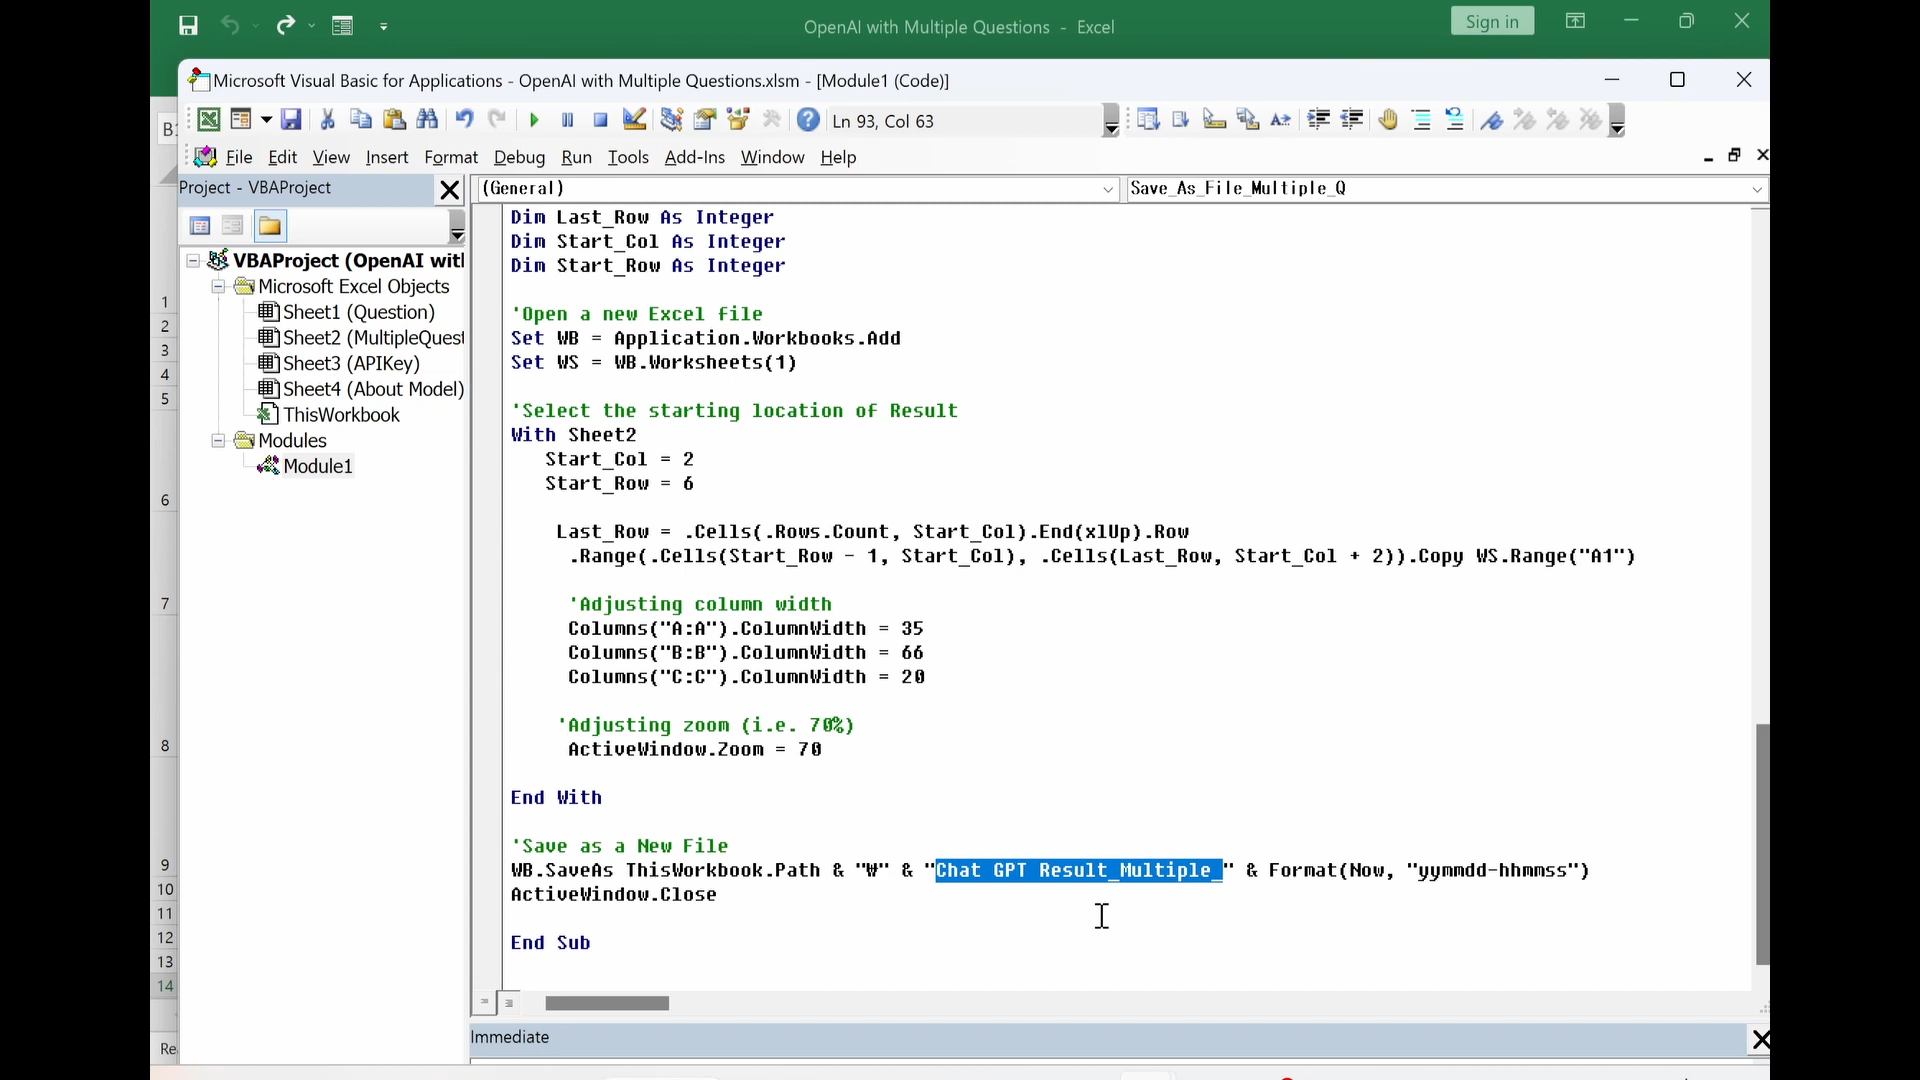 OpenAI with Multiple Questions - Excel
Sign in
Microsoft Visual Basic for Applications - OpenAI with Multiple Questions.xlsm - [Module1 (Code)]
Ln 93, Col 63
File Edit View Insert Format Debug Run Tools Add-Ins Window Help
Project - VBAProject
(General)
Save_As_File_Multiple_Q
VBAProject (OpenAI wit
Microsoft Excel Objects
Sheet1 (Question)
Sheet2 (MultipleQuest
Sheet3 (APIKey)
Sheet4 (About Model)
ThisWorkbook
Modules
Module1
Dim Last_Row As Integer
Dim Start_Col As Integer
Dim Start_Row As Integer
'Open a new Excel file
Set WB = Application.Workbooks.Add
Set WS = WB.Worksheets(1)
'Select the starting location of Result
With Sheet2
Start_Col = 2
Start_Row = 6
Last_Row = .Cells(.Rows.Count, Start_Col).End(xlUp).Row
.Range(.Cells(Start_Row - 1, Start_Col), .Cells(Last_Row, Start_Col + 2)).Copy WS.Range("A1")
'Adjusting column width
Columns("A:A").ColumnWidth = 35
Columns("B:B").ColumnWidth = 66
Columns("C:C").ColumnWidth = 20
'Adjusting zoom (i.e. 70%)
ActiveWindow.Zoom = 70
End With
'Save as a New File
WB.SaveAs ThisWorkbook.Path & "₩" & "Chat GPT Result_Multiple_" & Format(Now, "yymmdd-hhmmss")
ActiveWindow.Close
End Sub
Immediate
B1
1
2
3
4
5
6
7
8
9
10
11
12
13
14
Re